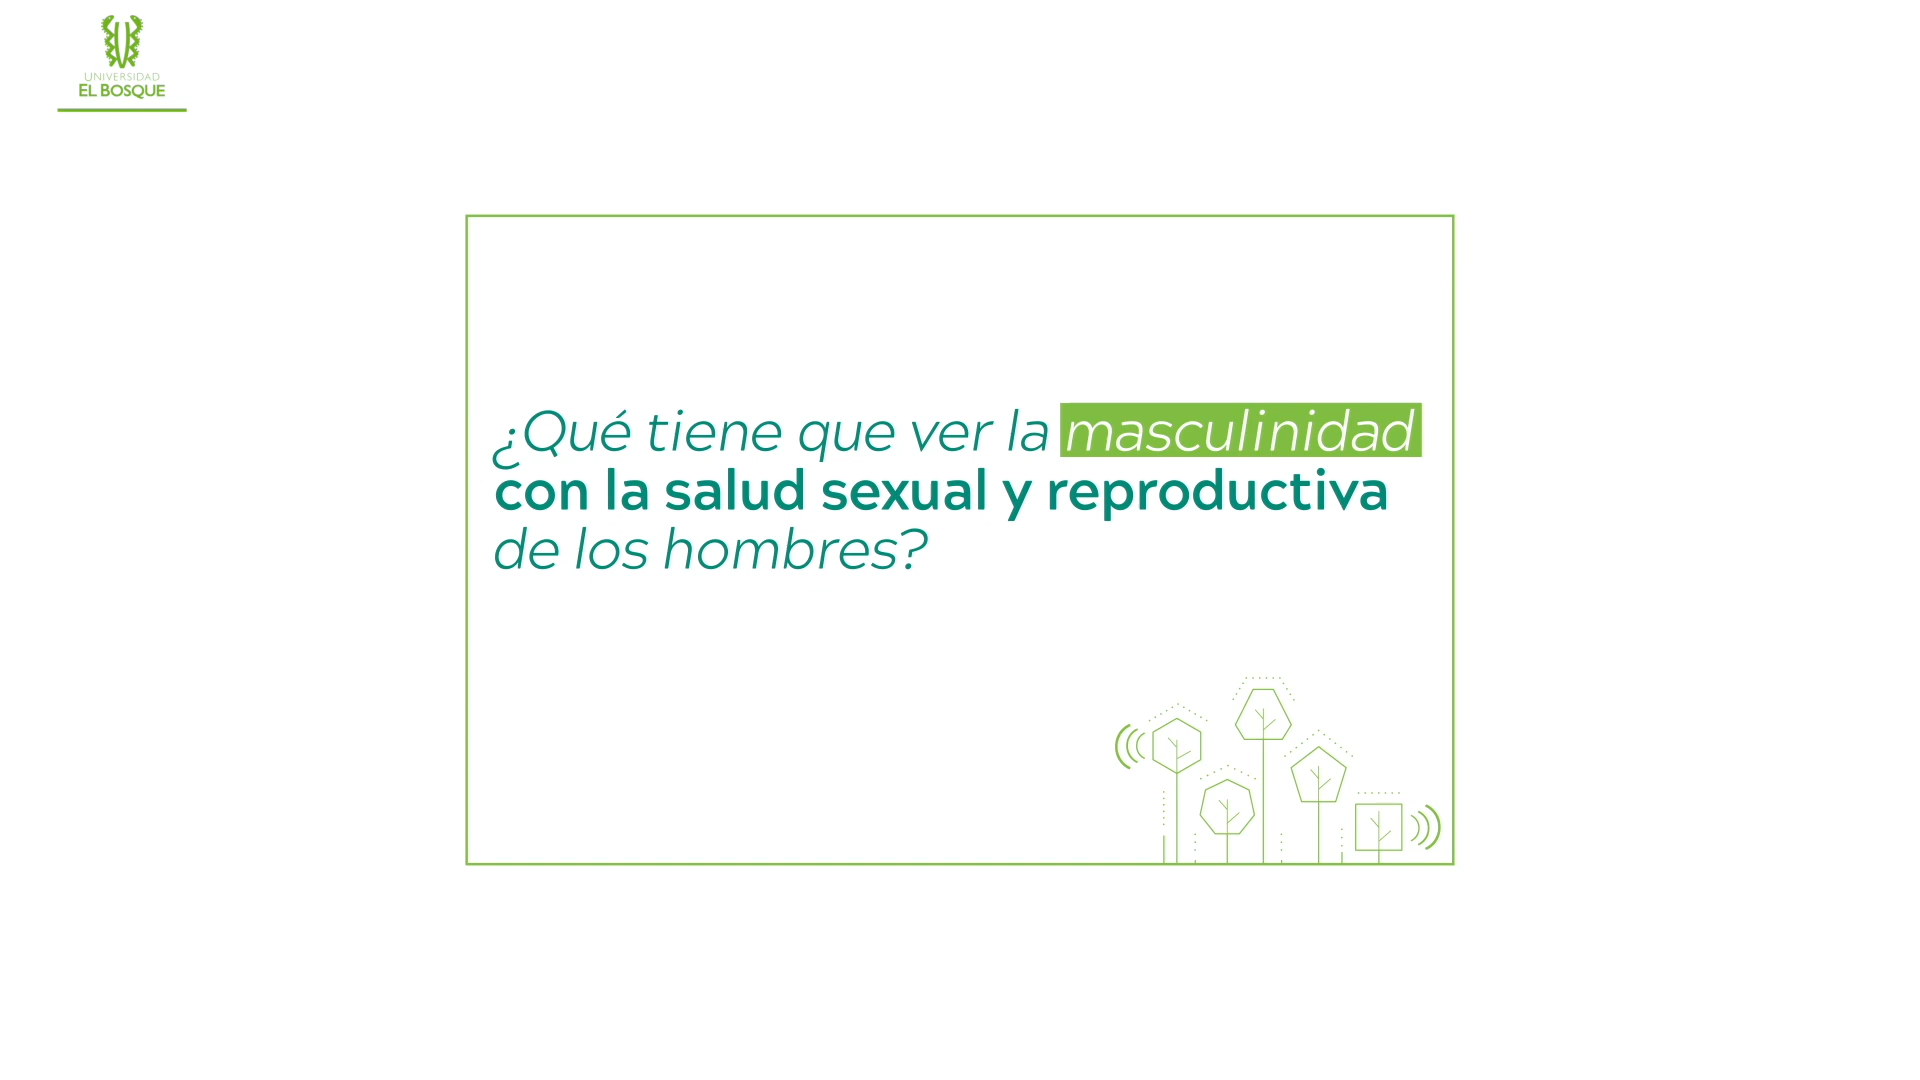 UNIVERSIDAD
EL BOSQUE
¿Qué tiene que ver la masculinidad
con la salud sexual y reproductiva
de los hombres?